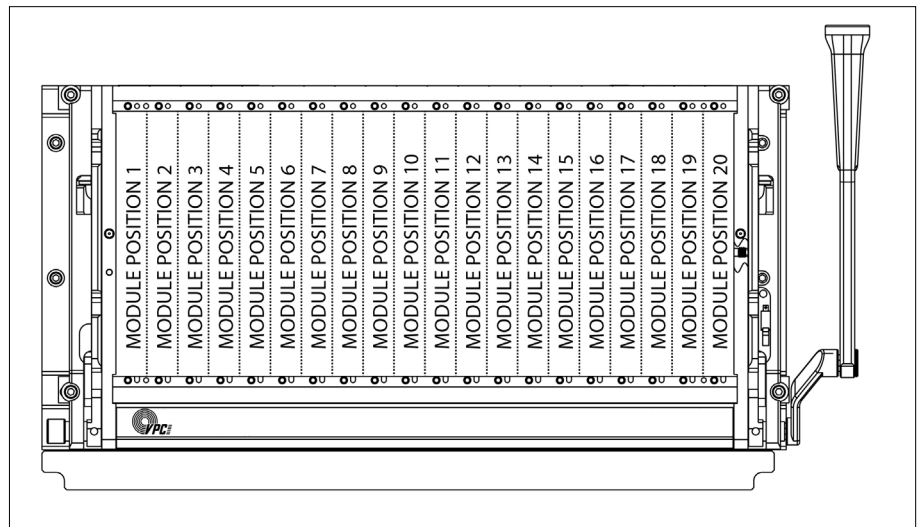 MODULE POSITION 1
MODULE POSITION 2
MODULE POSITION 3
MODULE POSITION 4
MODULE POSITION 5
MODULE POSITION 6
MODULE POSITION 7
MODULE POSITION 8
MODULE POSITION 9
MODULE POSITION 10
MODULE POSITION 11
MODULE POSITION 12
MODULE POSITION 13
MODULE POSITION 14
MODULE POSITION 15
MODULE POSITION 16
MODULE POSITION 17
MODULE POSITION 18
MODULE POSITION 19
MODULE POSITION 20
VPC